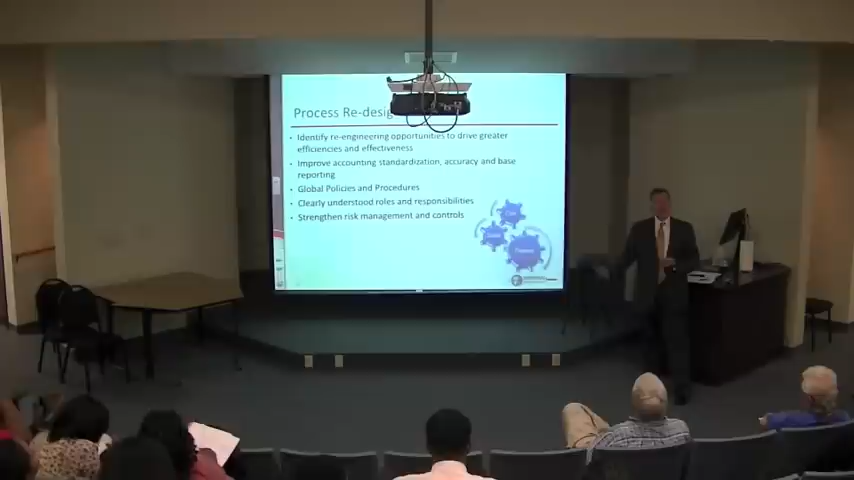 Process Re-desig
• Identify re-engineering opportunities to drive greater
efficiencies and effectiveness
• Improve accounting standardization, accuracy and base
reporting
• Global Policies and Procedures
• Clearly understood roles and responsibilities
• Strengthen risk management and controls